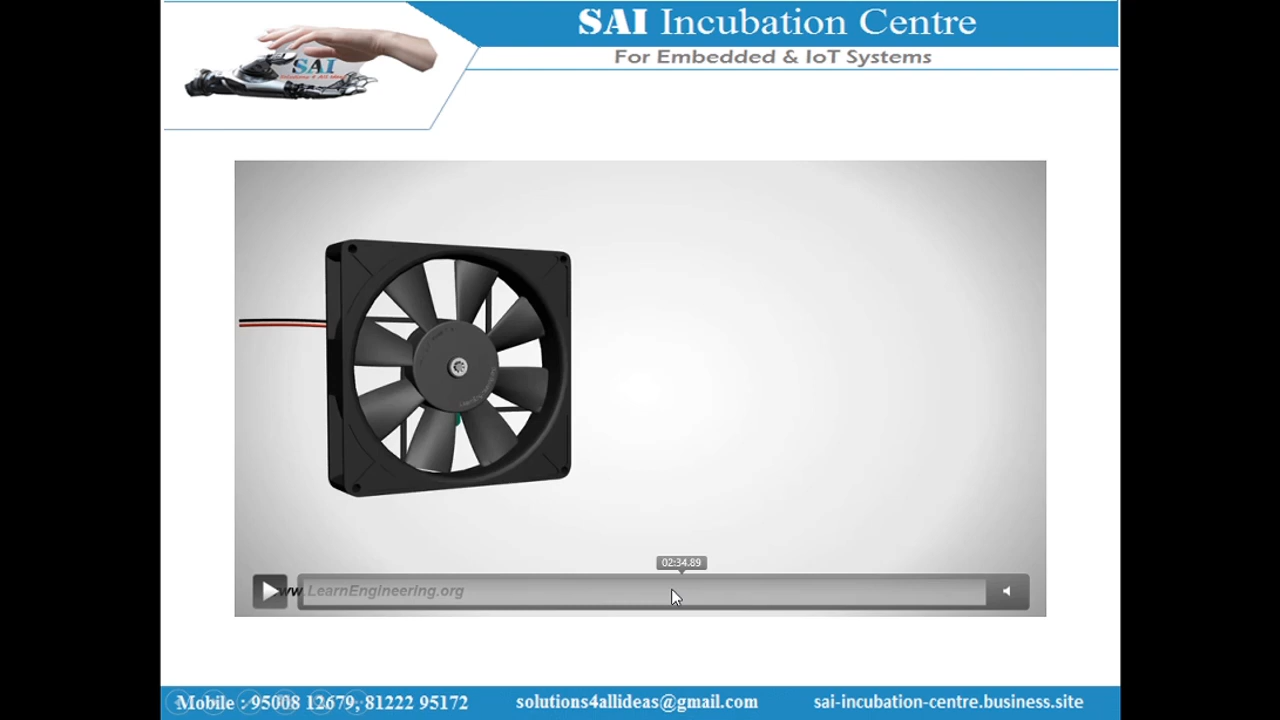 SAI Incubation Centre
For Embedded & IoT Systems
SAI
02:34.89
ww.LearnEngineering.org
Mobile : 95008 12679, 81222 95172
solutions4allideas@gmail.com
sai-incubation-centre.business.site